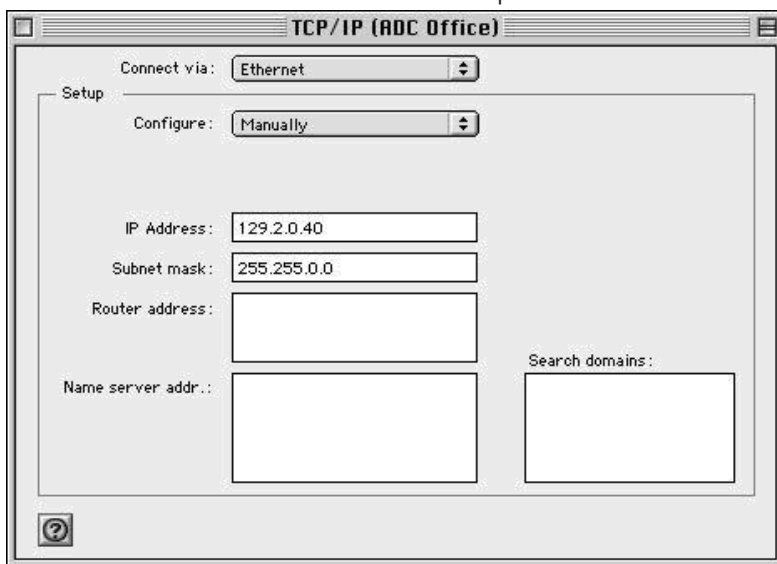 TCP/IP (ADC Office)
Connect via: Ethernet
Setup
Configure: Manually
IP Address: 129.2.0.40
Subnet mask: 255.255.0.0
Router address:
Search domains:
Name server addr.:
?